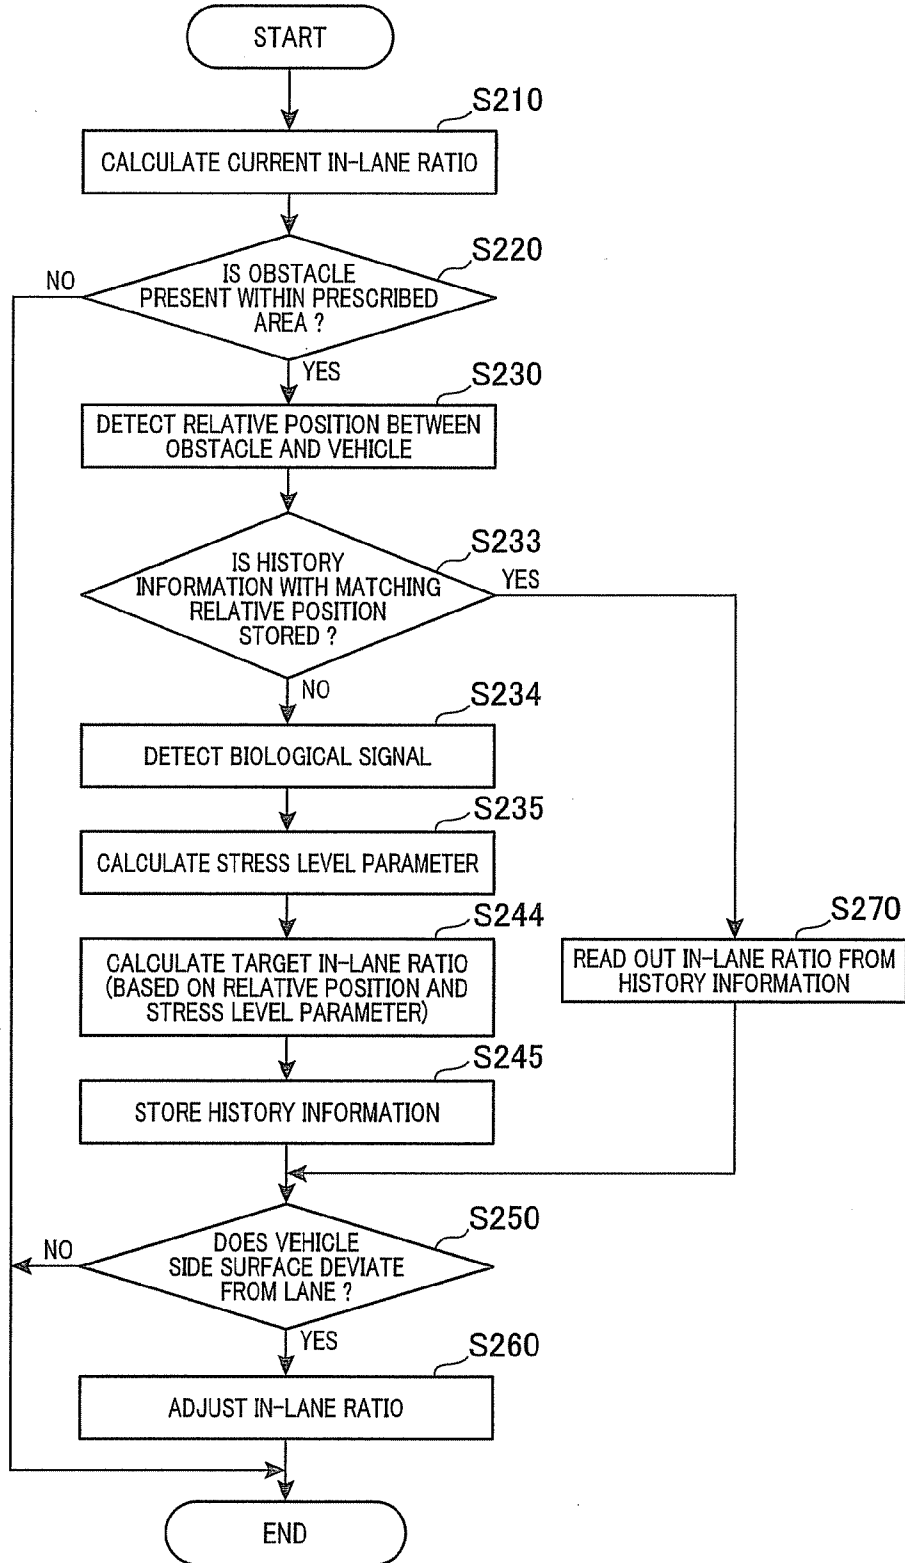 START
S210
CALCULATE CURRENT IN-LANE RATIO
S220
NO
IS OBSTACLE
PRESENT WITHIN PRESCRIBED
AREA ?
YES
S230
DETECT RELATIVE POSITION BETWEEN
OBSTACLE AND VEHICLE
S233
IS HISTORY
INFORMATION WITH MATCHING
RELATIVE POSITION
STORED ?
YES
NO
S234
DETECT BIOLOGICAL SIGNAL
S235
CALCULATE STRESS LEVEL PARAMETER
S244
CALCULATE TARGET IN-LANE RATIO
(BASED ON RELATIVE POSITION AND
STRESS LEVEL PARAMETER)
S270
READ OUT IN-LANE RATIO FROM
HISTORY INFORMATION
S245
STORE HISTORY INFORMATION
S250
NO
DOES VEHICLE
SIDE SURFACE DEVIATE
FROM LANE ?
YES
S260
ADJUST IN-LANE RATIO
END